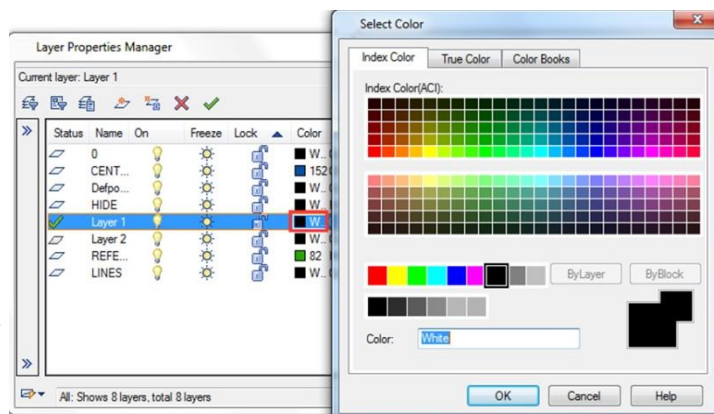 Select Color
Layer Properties Manager
Index Color True Color Color Books
Current layer: Layer 1
Index Color(ACI):
Status Name On Freeze Lock Color
0 W..
CENT... 152
Defpo... W..
HIDE W..
Layer 1 W
Layer 2 W..
REFE... 82
LINES W..
ByLayer ByBlock
Color: White
All: Shows 8 layers, total 8 layers
OK Cancel Help